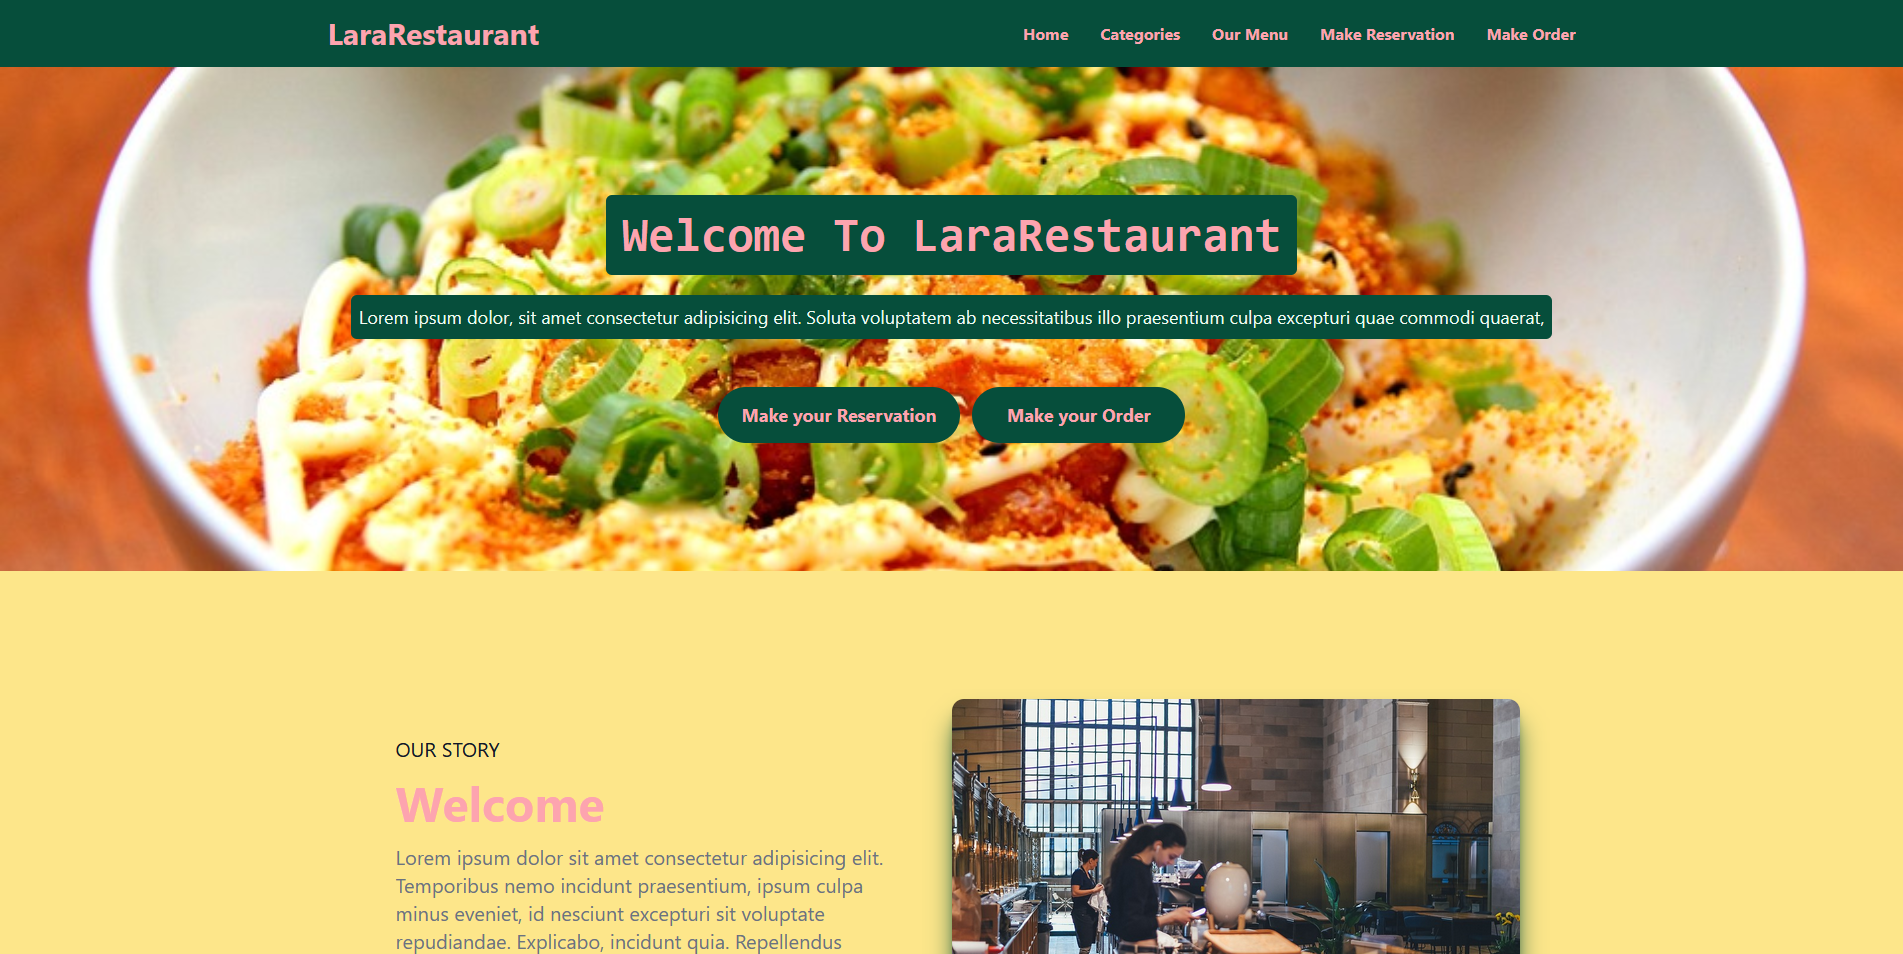 LaraRestaurant
Home Categories Our Menu Make Reservation Make Order
Welcome To LaraRestaurant
Lorem ipsum dolor, sit amet consectetur adipisicing elit. Soluta voluptatem ab necessitatibus illo praesentium culpa excepturi quae commodi quaerat,
Make your Reservation Make your Order
OUR STORY
Welcome
Lorem ipsum dolor sit amet consectetur adipisicing elit.
Temporibus nemo incidunt praesentium, ipsum culpa
minus eveniet, id nesciunt excepturi sit voluptate
repudiandae. Explicabo, incidunt quia. Repellendus